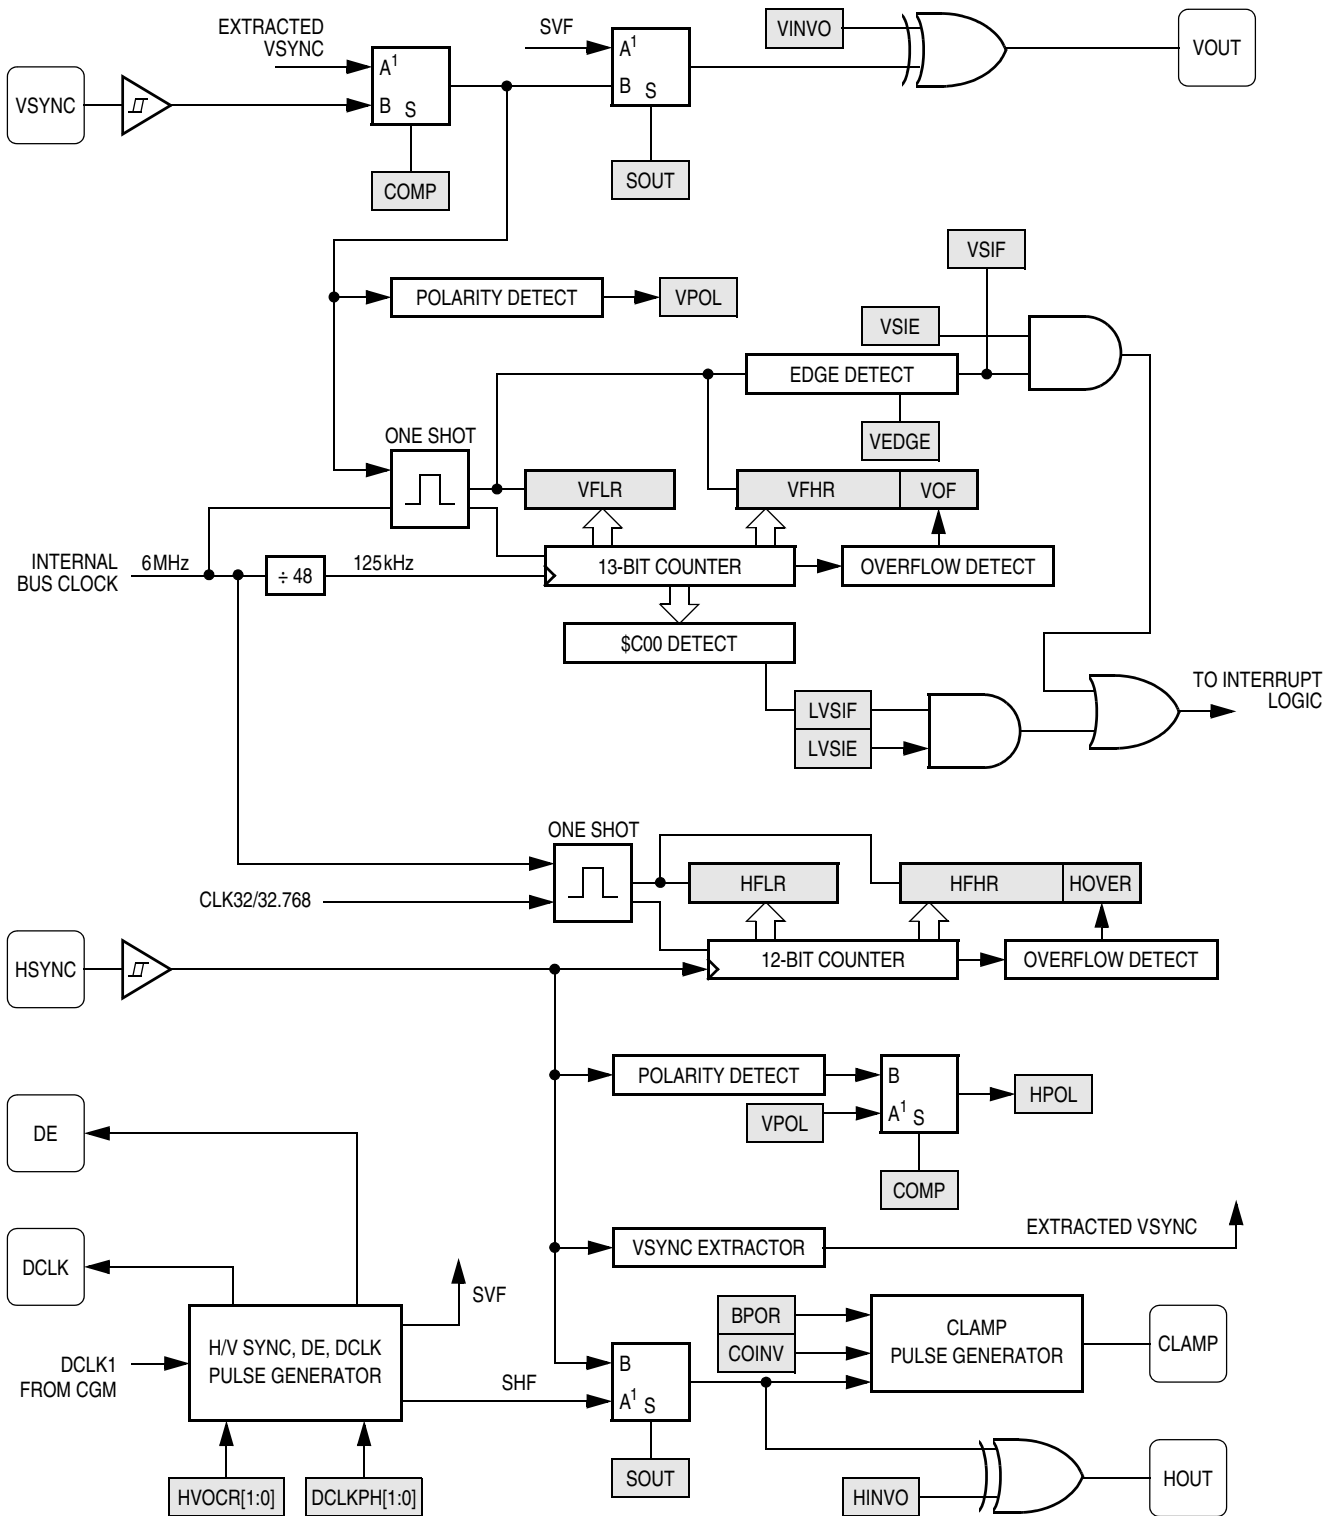 EXTRACTED
VSYNC
SVF
VINVO
VOUT
A1
B S
A1
B S
VSYNC
COMP
SOUT
VSIF
POLARITY DETECT
VPOL
VSIE
EDGE DETECT
VEDGE
ONE SHOT
VFLR
VFHR
VOF
INTERNAL
BUS CLOCK
6MHz
÷ 48
125kHz
13-BIT COUNTER
OVERFLOW DETECT
$C00 DETECT
LVSIF
LVSIE
TO INTERRUPT
LOGIC
ONE SHOT
CLK32/32.768
HFLR
HFHR
HOVER
HSYNC
12-BIT COUNTER
OVERFLOW DETECT
POLARITY DETECT
B
A1 S
VPOL
HPOL
COMP
DE
VSYNC EXTRACTOR
EXTRACTED VSYNC
DCLK
SVF
H/V SYNC, DE, DCLK
PULSE GENERATOR
DCLK1
FROM CGM
SHF
B
A1 S
BPOR
COINV
CLAMP
PULSE GENERATOR
CLAMP
HVOCR[1:0]
DCLKPH[1:0]
SOUT
HINVO
HOUT